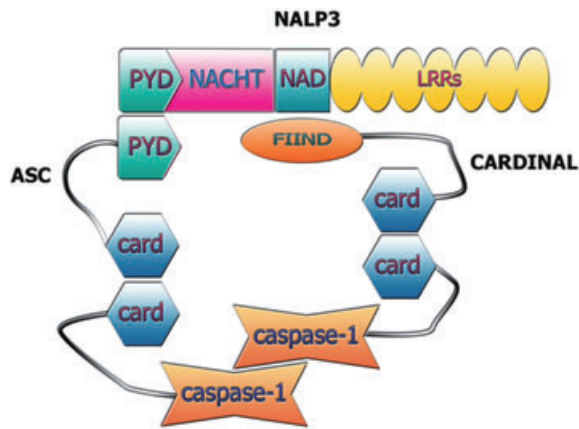 NALP3
PYD NACHT NAD LRRs
PYD FIIND
ASC CARDINAL
card
card
card
card
caspase-1
caspase-1